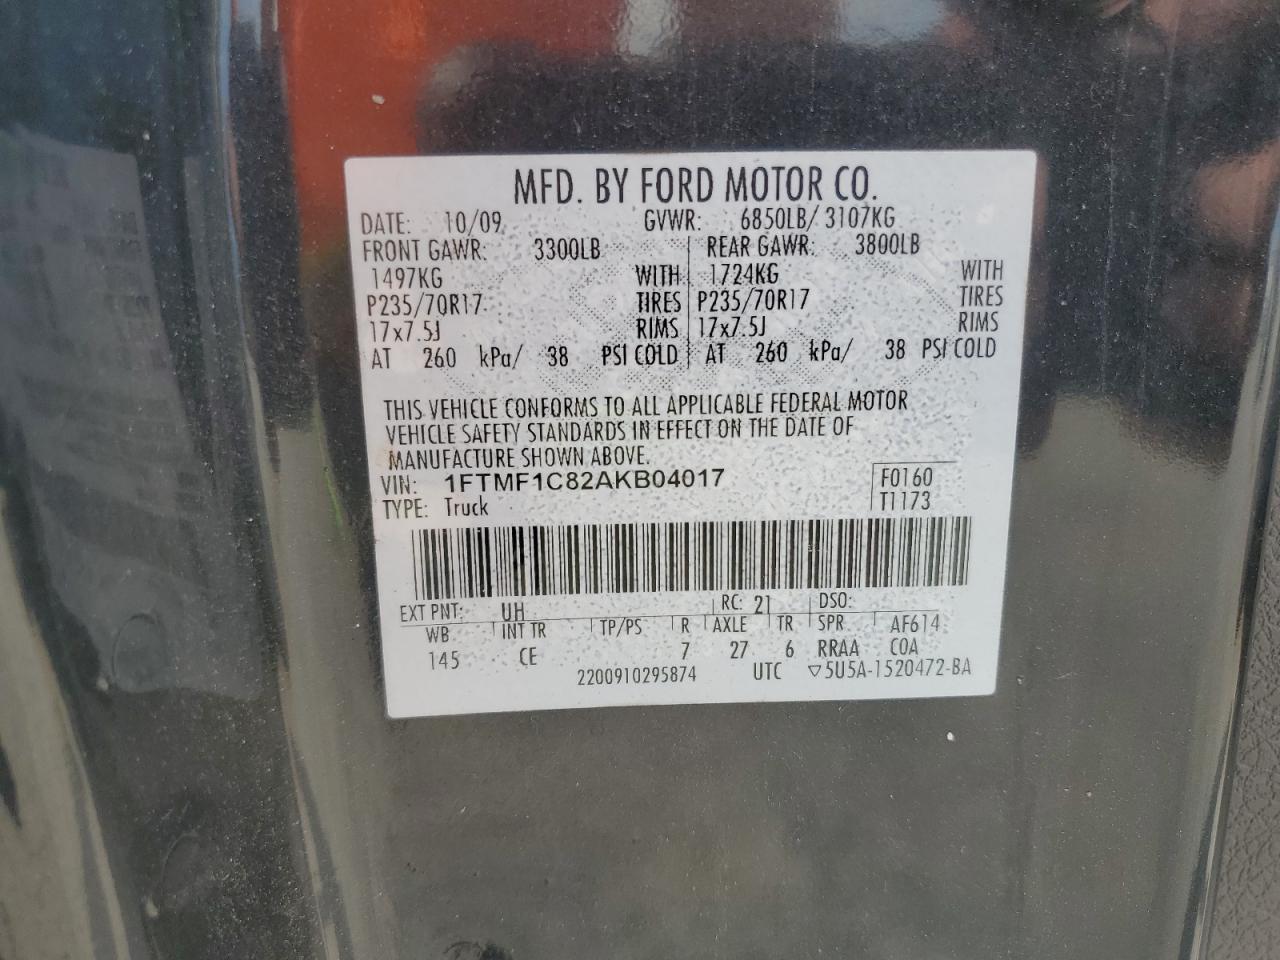 MFD. BY FORD MOTOR CO.
DATE: 10/09 GVWR: 6850LB/ 3107KG
FRONT GAWR: 3300LB REAR GAWR: 3800LB
1497KG WITH 1724KG WITH
P235/70R17 TIRES P235/70R17 TIRES
17x7.5J RIMS 17x7.5J RIMS
AT 260 kPa/ 38 PSI COLD AT 260 kPa/ 38 PSI COLD
THIS VEHICLE CONFORMS TO ALL APPLICABLE FEDERAL MOTOR
VEHICLE SAFETY STANDARDS IN EFFECT ON THE DATE OF
MANUFACTURE SHOWN ABOVE.
VIN: 1FTMF1C82AKB04017 F0160
TYPE: Truck T1173
EXT PNT: UH RC: 21 DSO:
WB INT TR TP/PS R AXLE TR SPR AF614
145 CE 7 27 6 RRAA COA
2200910295874 UTC ▽5U5A-1520472-BA